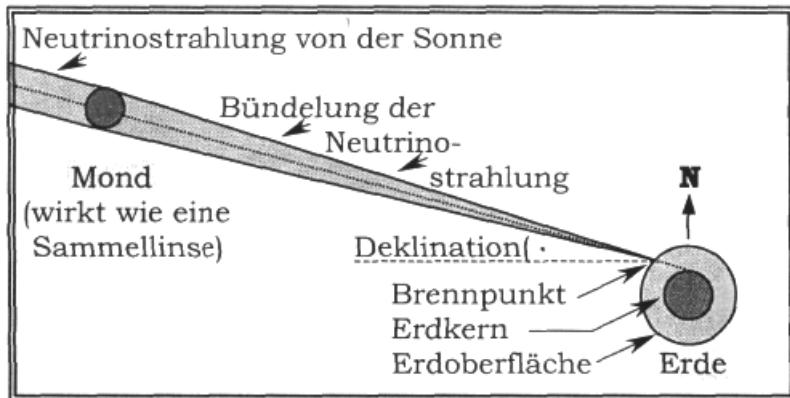 Neutrinostrahlung von der Sonne
Bündelung der
Neutrino-
strahlung
Mond
(wirkt wie eine
Sammellinse)
N
Deklination(
Brennpunkt
Erdkern
Erdoberfläche
Erde